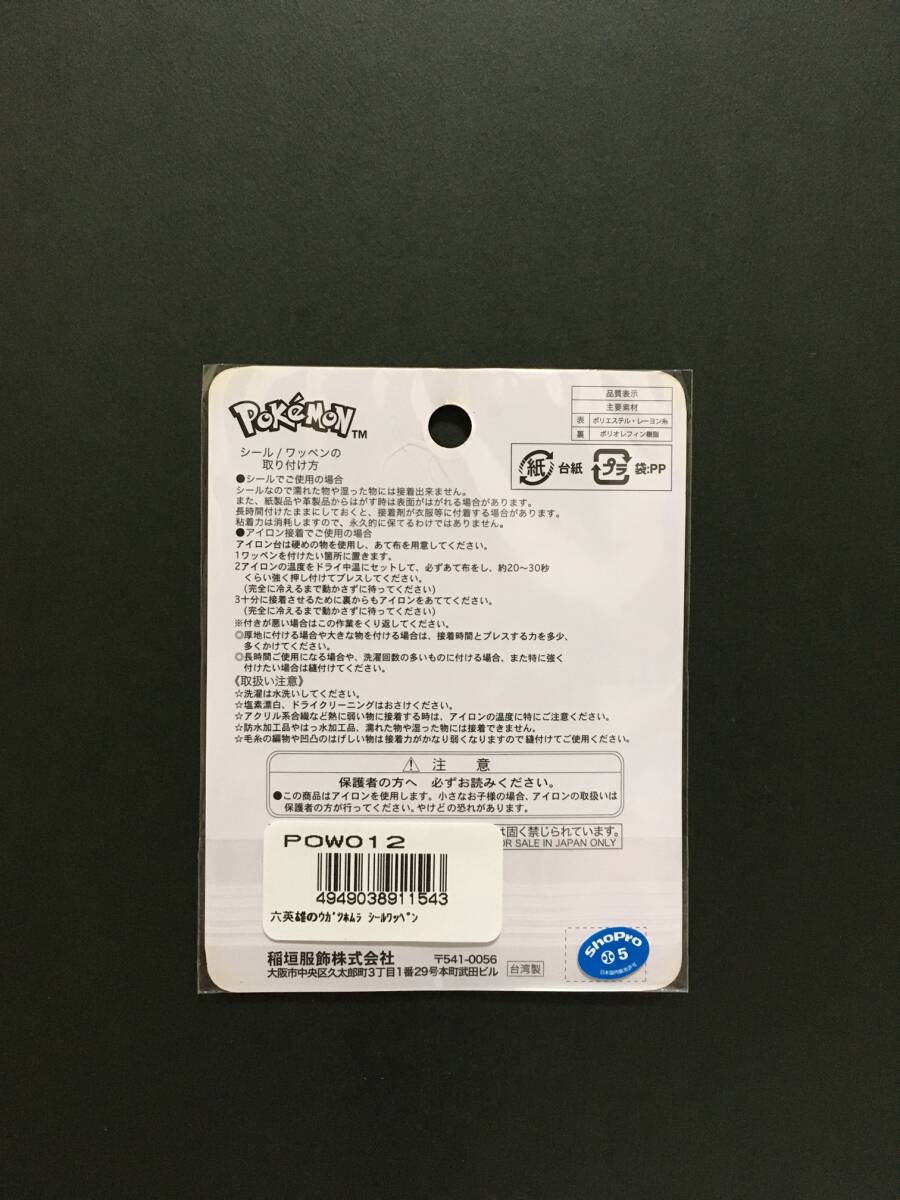 POKéMON TM
シール/ワッペンの
取り付け方
●シールでご使用の場合
シールなので濡れた物や湿った物には接着出来ません。
また、紙製品や革製品からはがす時は表面がはがれる場合があります。
長時間付けたままにしておくと、接着剤が衣服等に付着する場合があります。
粘着力は消耗しますので、永久的に保てるわけではありません。
●アイロン接着でご使用の場合
アイロン台は硬めの物を使用し、あて布を用意してください。
1ワッペンを付けたい箇所に置きます。
2アイロンの温度をドライ中温にセットして、必ずあて布をし、約20〜30秒
くらい強く押し付けてプレスしてください。
(完全に冷えるまで動かさずに待ってください)
3十分に接着させるために裏からもアイロンをあててください。
(完全に冷えるまで動かさずに待ってください)
※付きが悪い場合はこの作業をくり返してください。
◎厚地に付ける場合や大きな物を付ける場合は、接着時間とプレスする力を多少、
多くかけてください。
◎長時間ご使用になる場合や、洗濯回数の多いものに付ける場合、また特に強く
付けたい場合は縫付けてください。
《取扱い注意》
☆洗濯は水洗いしてください。
☆塩素漂白、ドライクリーニングはおさけください。
☆アクリル系合繊など熱に弱い物に接着する時は、アイロンの温度に特にご注意ください。
☆防水加工品やはっ水加工品、濡れた物や湿った物には接着できません。
☆毛糸の編物や凹凸のはげしい物は接着力がかなり弱くなりますので縫付けてご使用ください。
品質表示
主要素材
表 ポリエステル・レーヨン糸
裏 ポリオレフィン樹脂
紙 台紙 プラ 袋:PP
⚠ 注 意
保護者の方へ 必ずお読みください。
●この商品はアイロンを使用します。小さなお子様の場合、アイロンの取扱いは
保護者の方が行ってください。やけどの恐れがあります。
は固く禁じられています。
OR SALE IN JAPAN ONLY
POW012
4949038911543
六英雄のウガツホムラ シールワッペン
稲垣服飾株式会社 〒541-0056
大阪市中央区久太郎町3丁目1番29号本町武田ビル
台湾製
ShoPro
小 5
日本国内販売許可